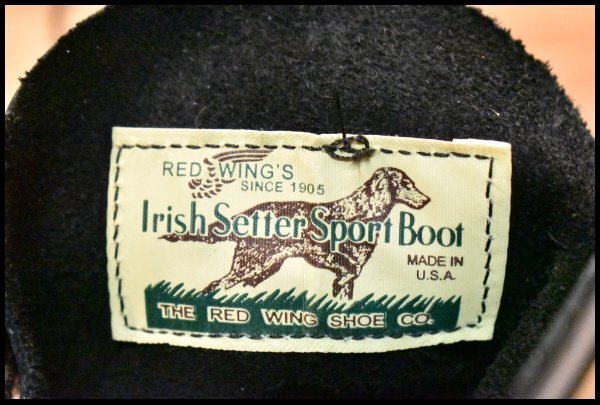 RED WING'S
SINCE 1905
Irish Setter Sport Boot
MADE IN
U.S.A.
THE RED WING SHOE CO.